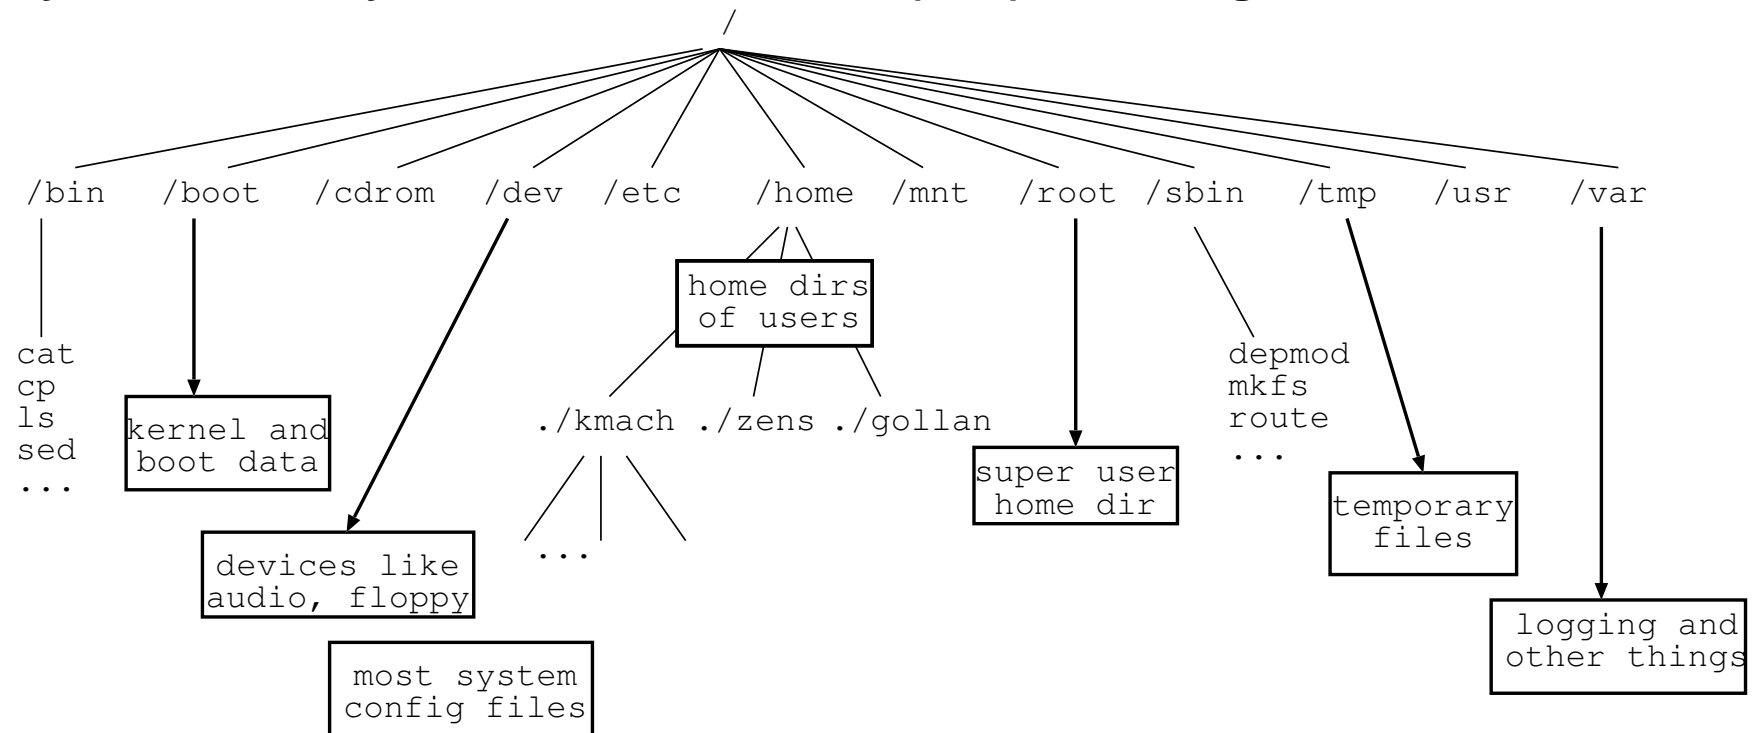 /
/bin /boot /cdrom /dev /etc /home /mnt /root /sbin /tmp /usr /var
home dirs
of users
cat
cp
ls
sed
...
kernel and
boot data
./kmach ./zens ./gollan
...
depmod
mkfs
route
...
super user
home dir
temporary
files
devices like
audio, floppy
logging and
other things
most system
config files